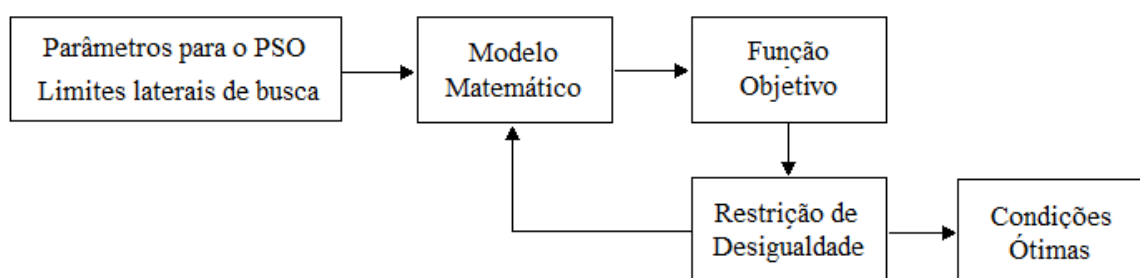 Parâmetros para o PSO
Limites laterais de busca
Modelo
Matemático
Função
Objetivo
Restrição de
Desigualdade
Condições
Ótimas